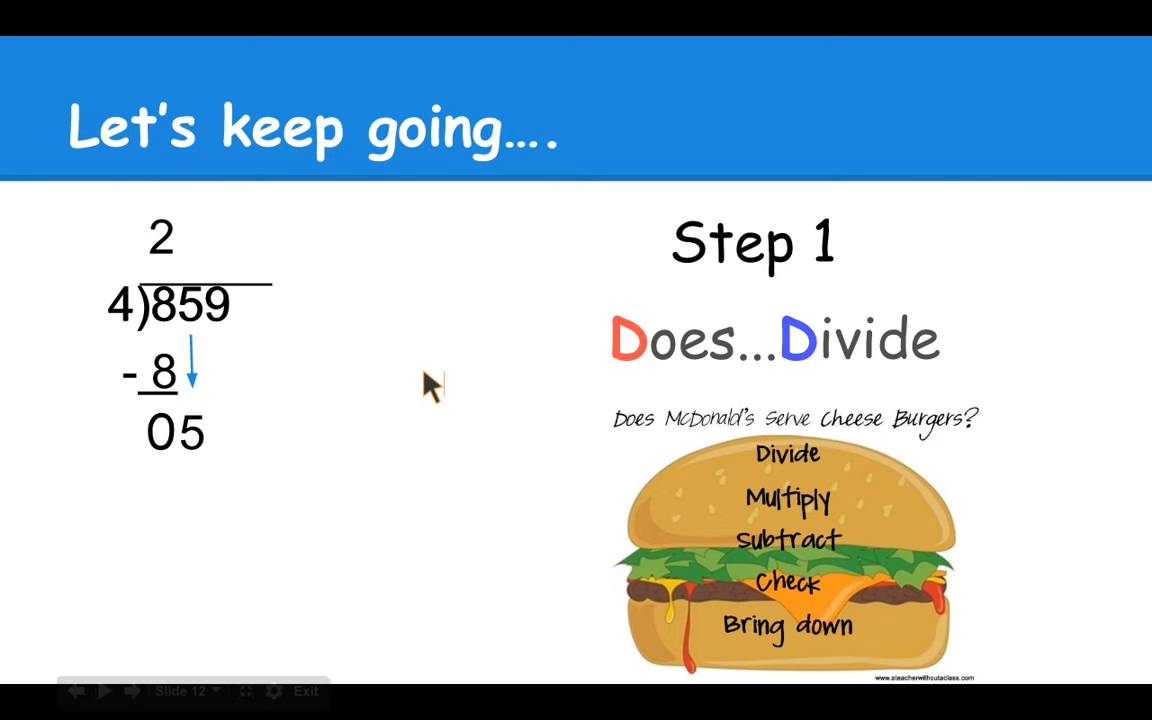 Let's keep going....
2
4)859
- 8
05
Step 1
Does...Divide
Does McDonald's Serve Cheese Burgers?
Divide
Multiply
Subtract
Check
Bring down
www.ateacherwithoutaclass.com
Slide 12
Exit